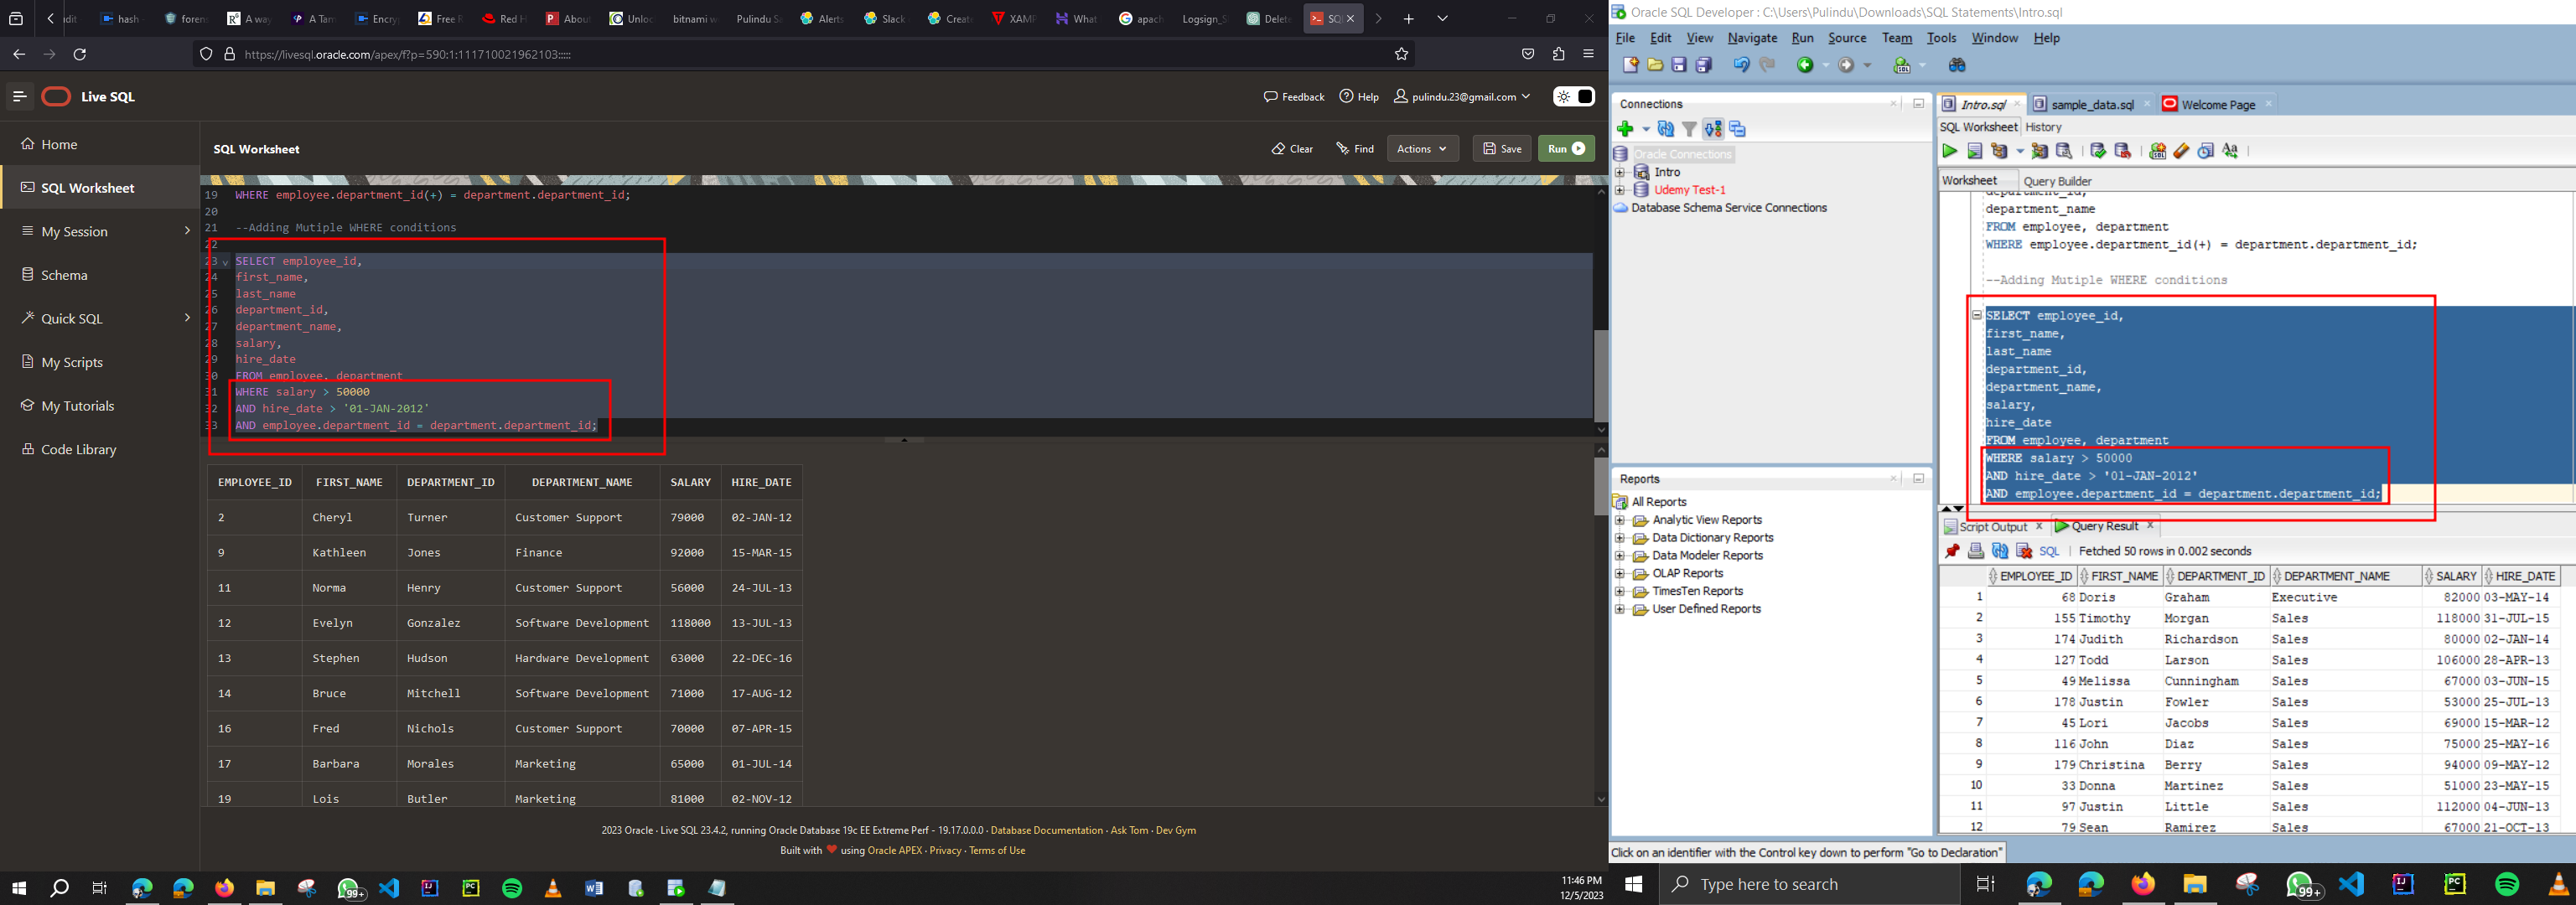 udit
hash
foren
A way
A Tam
Encry
Free R
Red H
About
Unloc
bitnami w
Pulindu S
Alerts
Slack
Creat
XAMP
What
apach
Logsign_S
Delet
SQ
https://livesql.oracle.com/apex/f?p=590:1:111710021962103:::::
Live SQL
Feedback
Help
pulindu.23@gmail.com
Home
SQL Worksheet
My Session
Schema
Quick SQL
My Scripts
My Tutorials
Code Library
SQL Worksheet
Clear
Find
Actions
Save
Run
19 WHERE employee.department_id(+) = department.department_id;
20
21 --Adding Mutiple WHERE conditions
22
23 SELECT employee_id,
24 first_name,
25 last_name
26 department_id,
27 department_name,
28 salary,
29 hire_date
30 FROM employee, department
31 WHERE salary > 50000
32 AND hire_date > '01-JAN-2012'
33 AND employee.department_id = department.department_id;
EMPLOYEE_ID FIRST_NAME DEPARTMENT_ID DEPARTMENT_NAME SALARY HIRE_DATE
2 Cheryl Turner Customer Support 79000 02-JAN-12
9 Kathleen Jones Finance 92000 15-MAR-15
11 Norma Henry Customer Support 56000 24-JUL-13
12 Evelyn Gonzalez Software Development 118000 13-JUL-13
13 Stephen Hudson Hardware Development 63000 22-DEC-16
14 Bruce Mitchell Software Development 71000 17-AUG-12
16 Fred Nichols Customer Support 70000 07-APR-15
17 Barbara Morales Marketing 65000 01-JUL-14
19 Lois Butler Marketing 81000 02-NOV-12
2023 Oracle · Live SQL 23.4.2, running Oracle Database 19c EE Extreme Perf - 19.17.0.0.0 · Database Documentation · Ask Tom · Dev Gym
Built with ❤ using Oracle APEX · Privacy · Terms of Use
99+
11:46 PM
12/5/2023
Oracle SQL Developer : C:\Users\Pulindu\Downloads\SQL Statements\Intro.sql
File Edit View Navigate Run Source Team Tools Window Help
Connections
Oracle Connections
Intro
Udemy Test-1
Database Schema Service Connections
Reports
All Reports
Analytic View Reports
Data Dictionary Reports
Data Modeler Reports
OLAP Reports
TimesTen Reports
User Defined Reports
Intro.sql
sample_data.sql
Welcome Page
SQL Worksheet History
Worksheet Query Builder
department_id,
department_name
FROM employee, department
WHERE employee.department_id(+) = department.department_id;
--Adding Mutiple WHERE conditions
SELECT employee_id,
first_name,
last_name
department_id,
department_name,
salary,
hire_date
FROM employee, department
WHERE salary > 50000
AND hire_date > '01-JAN-2012'
AND employee.department_id = department.department_id;
Script Output Query Result
SQL | Fetched 50 rows in 0.002 seconds
EMPLOYEE_ID FIRST_NAME DEPARTMENT_ID DEPARTMENT_NAME SALARY HIRE_DATE
1 68 Doris Graham Executive 82000 03-MAY-14
2 155 Timothy Morgan Sales 118000 31-JUL-15
3 174 Judith Richardson Sales 80000 02-JAN-14
4 127 Todd Larson Sales 106000 28-APR-13
5 49 Melissa Cunningham Sales 67000 03-JUN-15
6 178 Justin Fowler Sales 53000 25-JUL-13
7 45 Lori Jacobs Sales 69000 15-MAR-12
8 116 John Diaz Sales 75000 25-MAY-16
9 179 Christina Berry Sales 94000 09-MAY-12
10 33 Donna Martinez Sales 51000 23-MAY-15
11 97 Justin Little Sales 112000 04-JUN-13
12 79 Sean Ramirez Sales 67000 21-OCT-13
Click on an identifier with the Control key down to perform "Go to Declaration"
Type here to search
99+